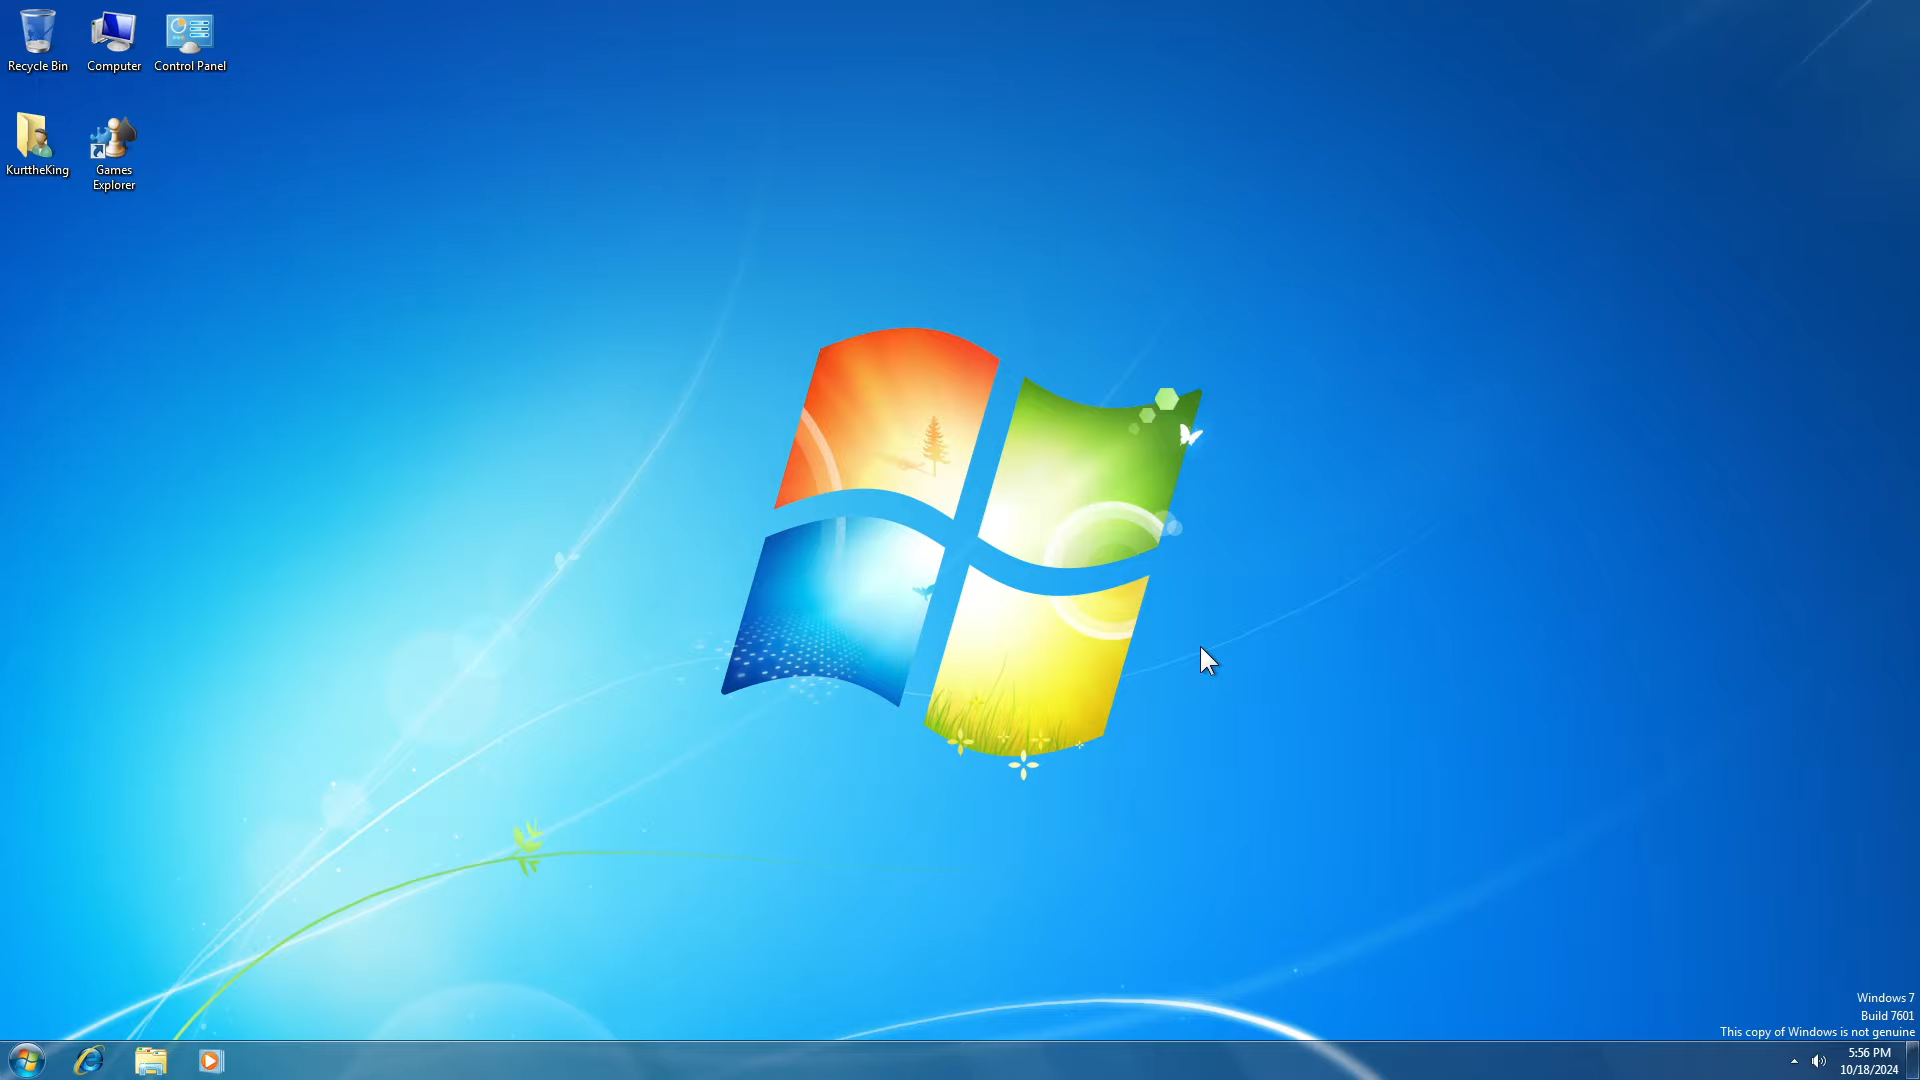 Recycle Bin
Computer
Control Panel
KurttheKing
Games
Explorer
Windows 7
Build 7601
This copy of Windows is not genuine
5:56 PM
10/18/2024